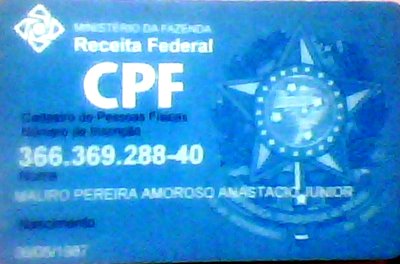 MINISTÉRIO DA FAZENDA
Receita Federal
CPF
Cadastro de Pessoas Físicas
Número de Inscrição
366.369.288-40
Nome
MAURO PEREIRA AMOROSO ANASTACIO JUNIOR
Nascimento
/1987